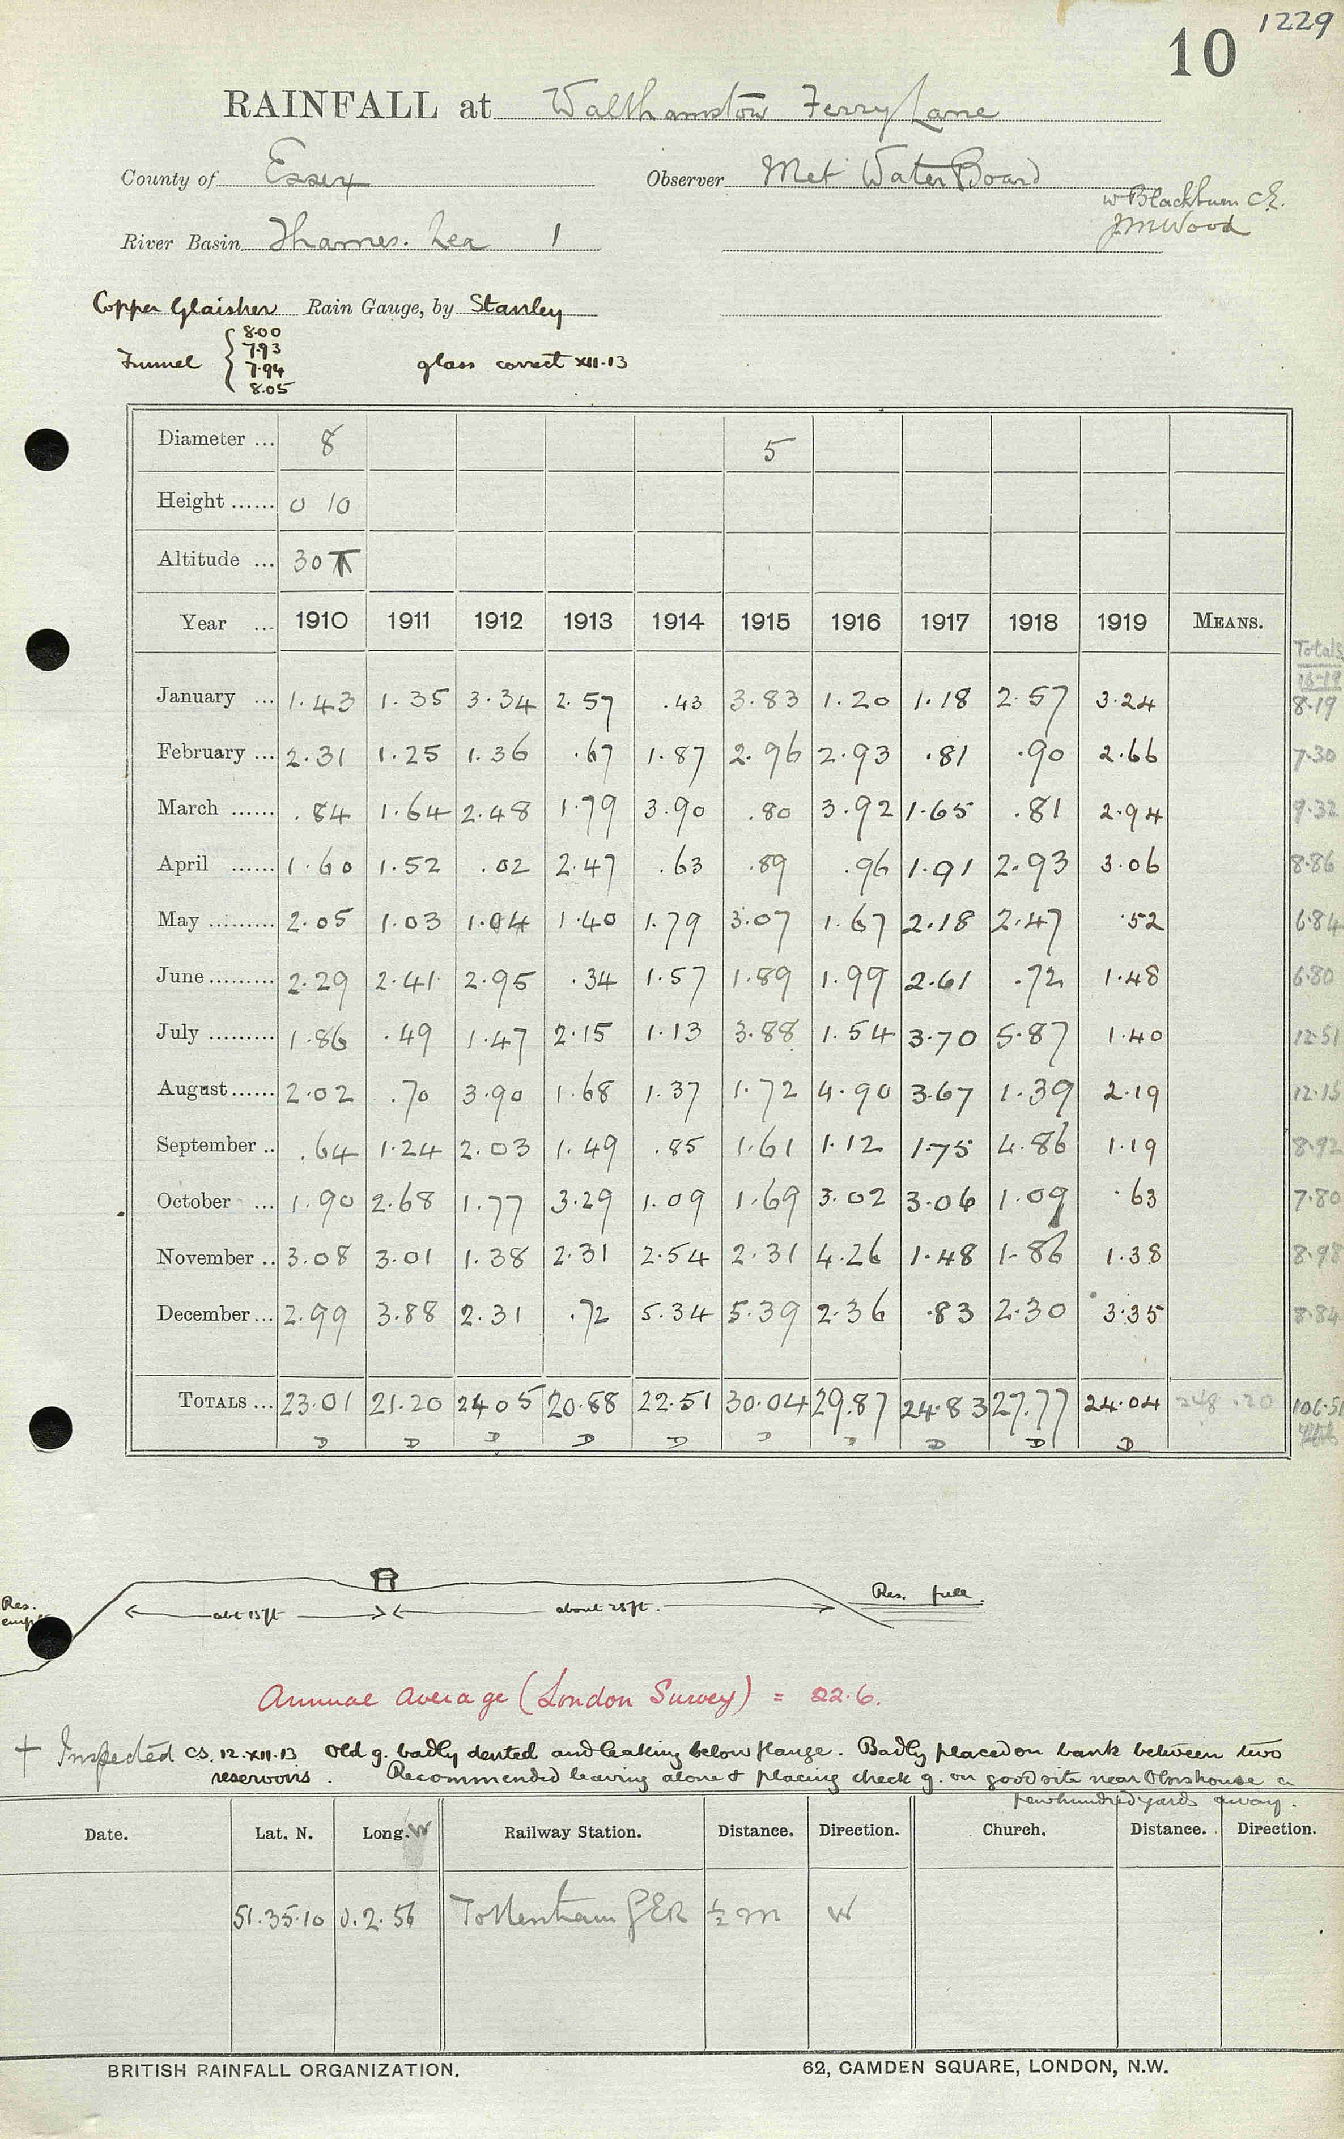 1229
10
RAINFALL at Walthamstow Ferry Lane
County of Essex Observer Met Water Board
W Blackburn C.E.
River Basin Thames. Lea 1 J M Wood
Copper Glaisher Rain Gauge, by Stanley
Funnel { 8.00 7.93 7.94 8.05 glass correct XII.13
Diameter ... 8 5
Height ...... 0 10
Altitude ... 30
Year ... 1910 1911 1912 1913 1914 1915 1916 1917 1918 1919 MEANS. Totals
16-19
January ... 1.43 1.35 3.34 2.57 .43 3.83 1.20 1.18 2.57 3.24 8.19
February ... 2.31 1.25 1.36 .67 1.87 2.96 2.93 .81 .90 2.66 7.30
March ...... .84 1.64 2.48 1.79 3.90 .80 3.92 1.65 .81 2.94 9.32
April ...... 1.60 1.52 .02 2.47 .63 .89 .96 1.91 2.93 3.06 8.86
May ......... 2.05 1.03 1.04 1.40 1.79 3.07 1.67 2.18 2.47 .52 6.84
June ......... 2.29 2.41 2.95 .34 1.57 1.89 1.99 2.61 .72 1.48 6.80
July ......... 1.86 .49 1.47 2.15 1.13 3.88 1.54 3.70 5.87 1.40 12.51
August ...... 2.02 .70 3.90 1.68 1.37 1.72 4.90 3.67 1.39 2.19 12.15
September .. .64 1.24 2.03 1.49 .85 1.61 1.12 1.75 4.86 1.19 8.92
October ... 1.90 2.68 1.77 3.29 1.09 1.69 3.02 3.06 1.09 .63 7.80
November .. 3.08 3.01 1.38 2.31 2.54 2.31 4.26 1.48 1.86 1.38 8.98
December ... 2.99 3.88 2.31 .72 5.34 5.39 2.36 .83 2.30 3.35 8.84
TOTALS ... 23.01 21.20 24.05 20.88 22.51 30.04 29.87 24.83 27.77 24.04 248.20 106.51
D D D D D D D D D D
Res. empty abt 15ft about 25ft. Res. full.
Annual Average (London Survey) = 22.6.
+ Inspected CS. 12.XII.13 Old g. badly dented and leaking below flange. Badly placed on bank between two
reservoirs. Recommended leaving alone & placing check g. on good site near Obrs house a
few hundred yards away.
Date. Lat. N. Long. W Railway Station. Distance. Direction. Church. Distance. Direction.
51.35.10 0.2.56 Tottenham GER ½ m W
BRITISH RAINFALL ORGANIZATION. 62, CAMDEN SQUARE, LONDON, N.W.